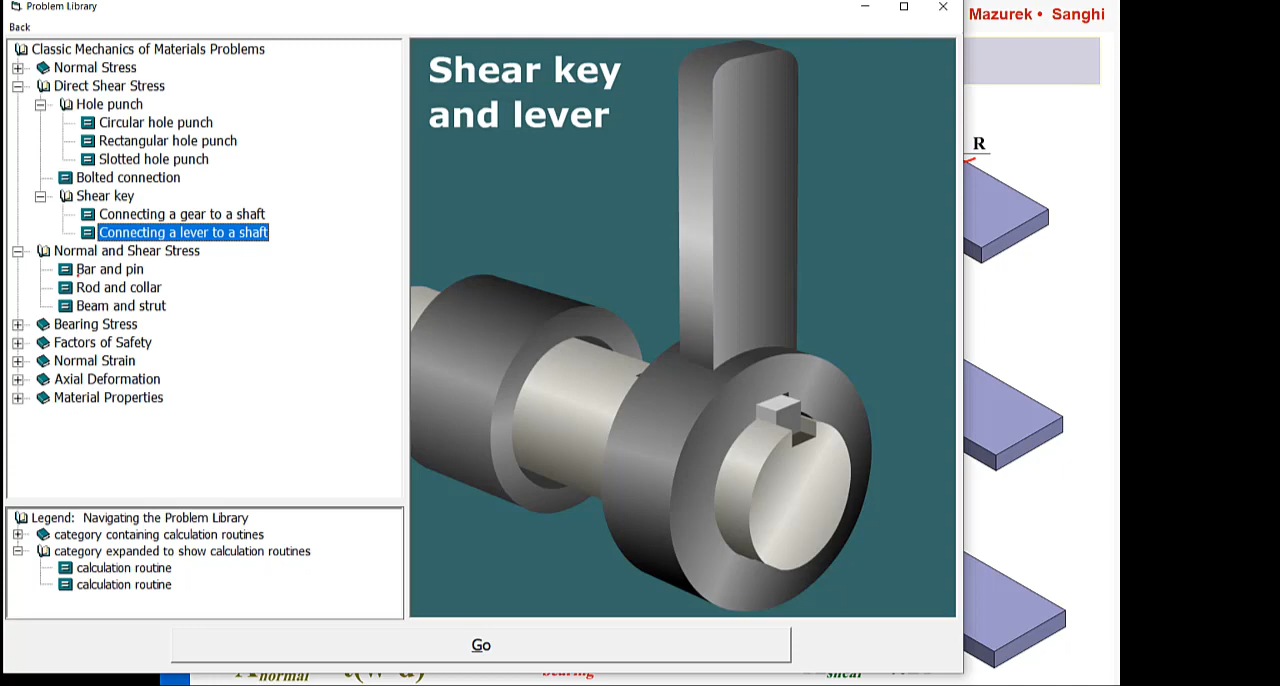 Problem Library
Back
Classic Mechanics of Materials Problems
Normal Stress
Direct Shear Stress
Hole punch
Circular hole punch
Rectangular hole punch
Slotted hole punch
Bolted connection
Shear key
Connecting a gear to a shaft
Connecting a lever to a shaft
Normal and Shear Stress
Bar and pin
Rod and collar
Beam and strut
Bearing Stress
Factors of Safety
Normal Strain
Axial Deformation
Material Properties
Legend: Navigating the Problem Library
category containing calculation routines
category expanded to show calculation routines
calculation routine
calculation routine
Shear key
and lever
Go
Mazurek • Sanghi
R
normal
bearing
shear